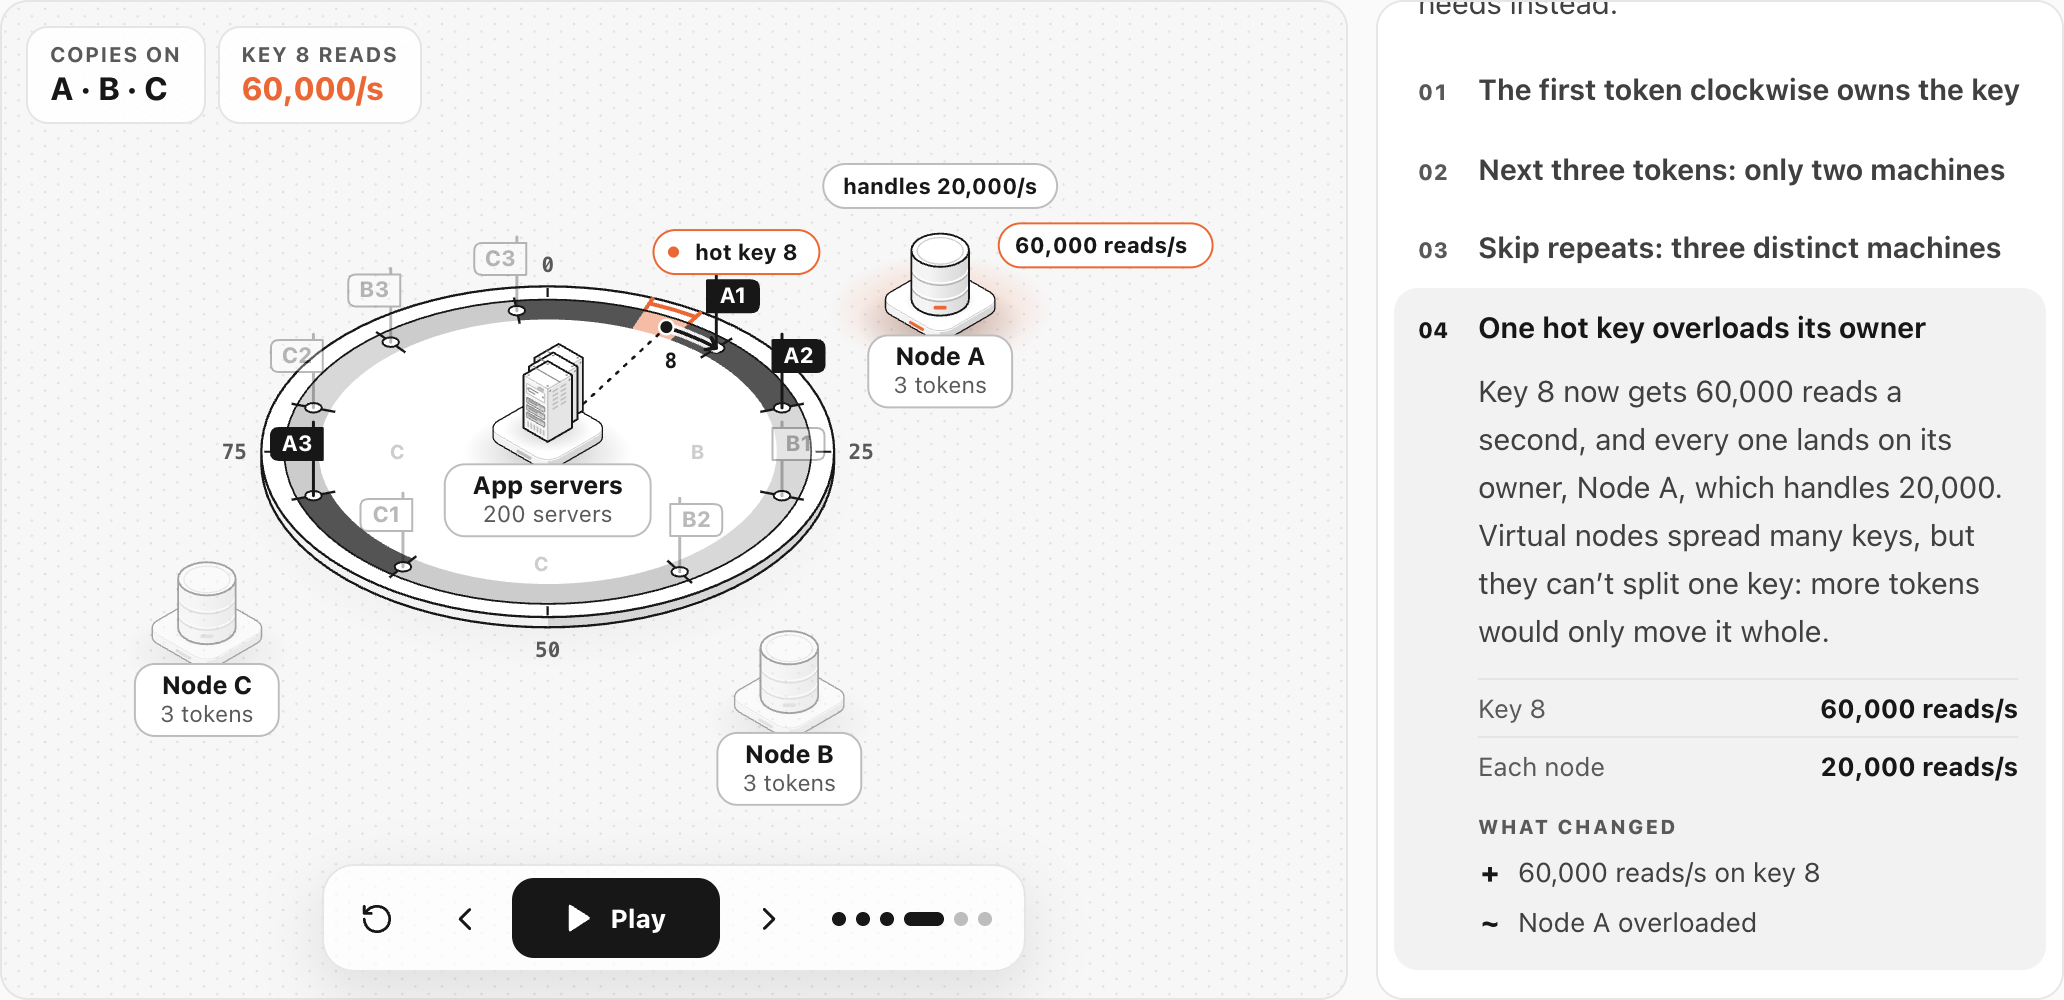 COPIES ON
A · B · C
KEY 8 READS
60,000/s
handles 20,000/s
60,000 reads/s
hot key 8
C3
0
B3
A1
C2
A2
8
Node A
3 tokens
75
A3
C
B
B1
25
App servers
200 servers
C1
B2
C
50
Node C
3 tokens
Node B
3 tokens
Play
needs instead.
01 The first token clockwise owns the key
02 Next three tokens: only two machines
03 Skip repeats: three distinct machines
04 One hot key overloads its owner
Key 8 now gets 60,000 reads a
second, and every one lands on its
owner, Node A, which handles 20,000.
Virtual nodes spread many keys, but
they can’t split one key: more tokens
would only move it whole.
Key 8 60,000 reads/s
Each node 20,000 reads/s
WHAT CHANGED
+ 60,000 reads/s on key 8
~ Node A overloaded